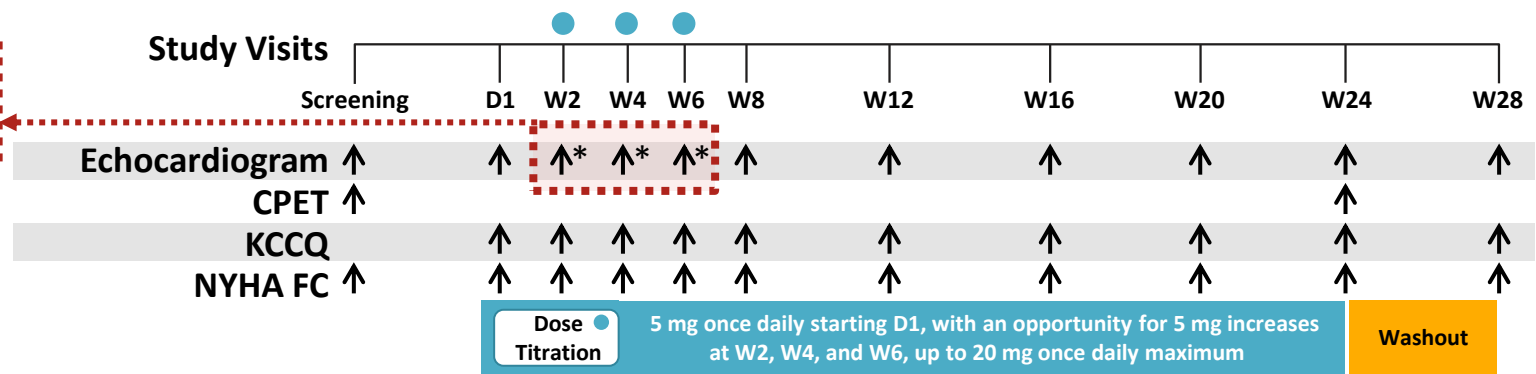 Study Visits
Screening D1 W2 W4 W6 W8 W12 W16 W20 W24 W28
Echocardiogram * * *
CPET
KCCQ
NYHA FC
Dose
Titration
5 mg once daily starting D1, with an opportunity for 5 mg increases
at W2, W4, and W6, up to 20 mg once daily maximum
Washout